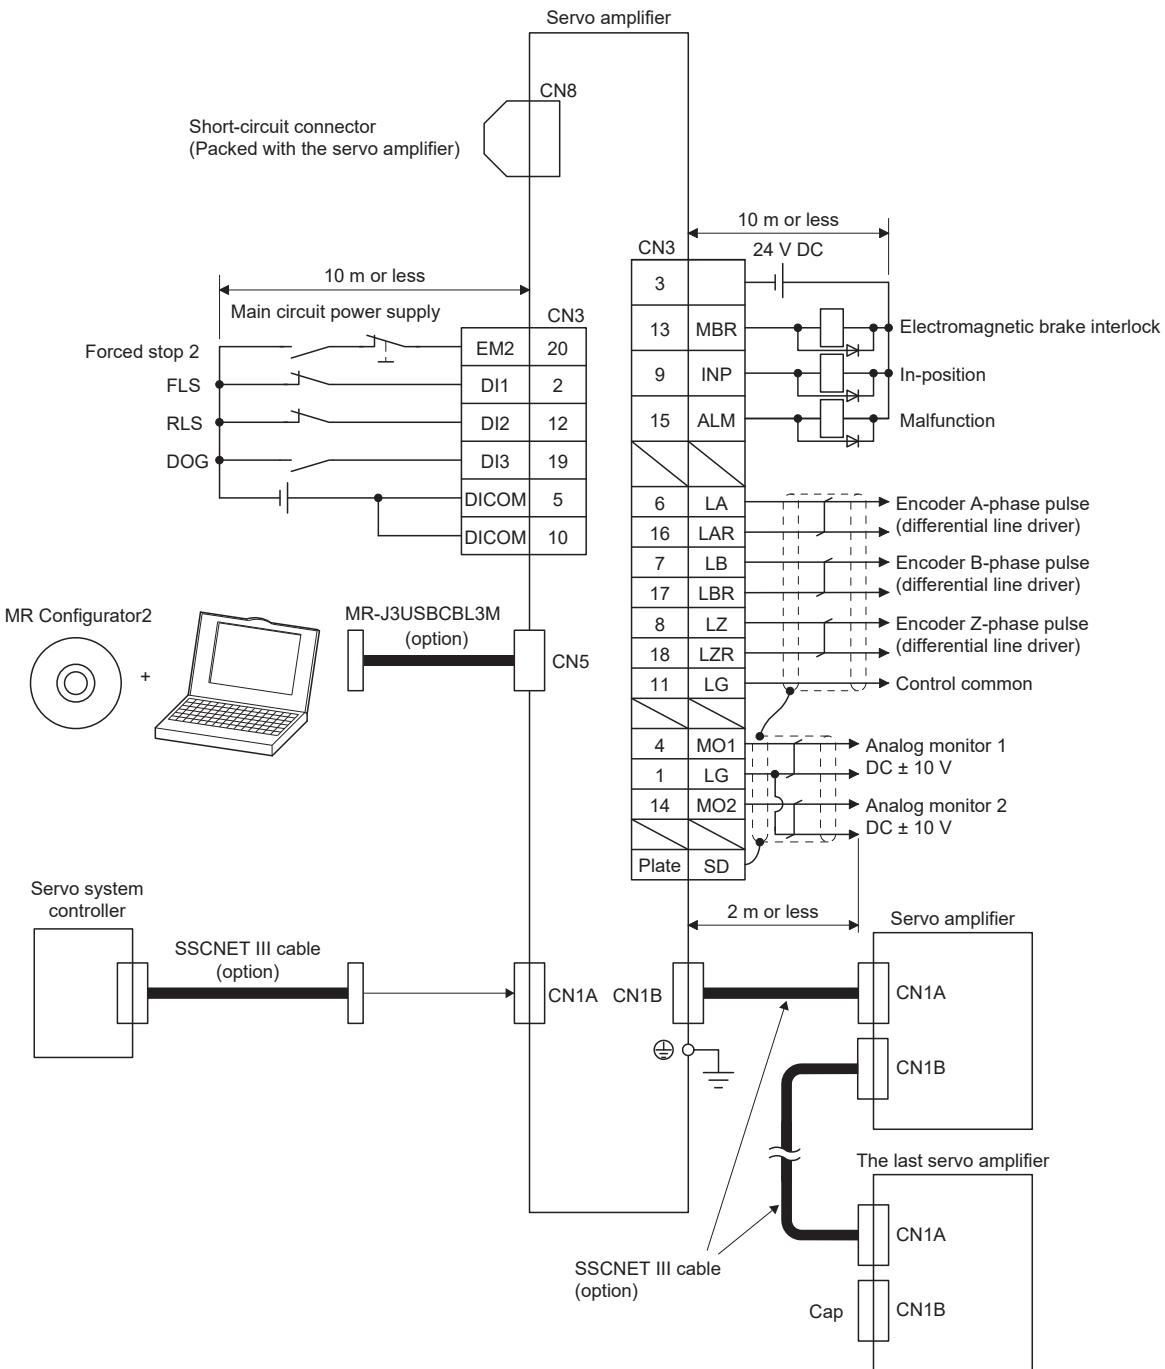 Servo amplifier
CN8
Short-circuit connector
(Packed with the servo amplifier)
10 m or less
24 V DC
CN3
3
13 MBR
Electromagnetic brake interlock
9 INP
In-position
15 ALM
Malfunction
10 m or less
Main circuit power supply
CN3
Forced stop 2
EM2 20
FLS
DI1 2
RLS
DI2 12
DOG
DI3 19
DICOM 5
DICOM 10
6 LA
16 LAR
Encoder A-phase pulse
(differential line driver)
7 LB
17 LBR
Encoder B-phase pulse
(differential line driver)
8 LZ
18 LZR
Encoder Z-phase pulse
(differential line driver)
11 LG
Control common
4 MO1
1 LG
Analog monitor 1
DC ± 10 V
14 MO2
Analog monitor 2
DC ± 10 V
Plate SD
MR Configurator2
+
MR-J3USBCBL3M
(option)
CN5
2 m or less
Servo system
controller
SSCNET III cable
(option)
CN1A
CN1B
Servo amplifier
CN1A
CN1B
The last servo amplifier
CN1A
SSCNET III cable
(option)
Cap
CN1B